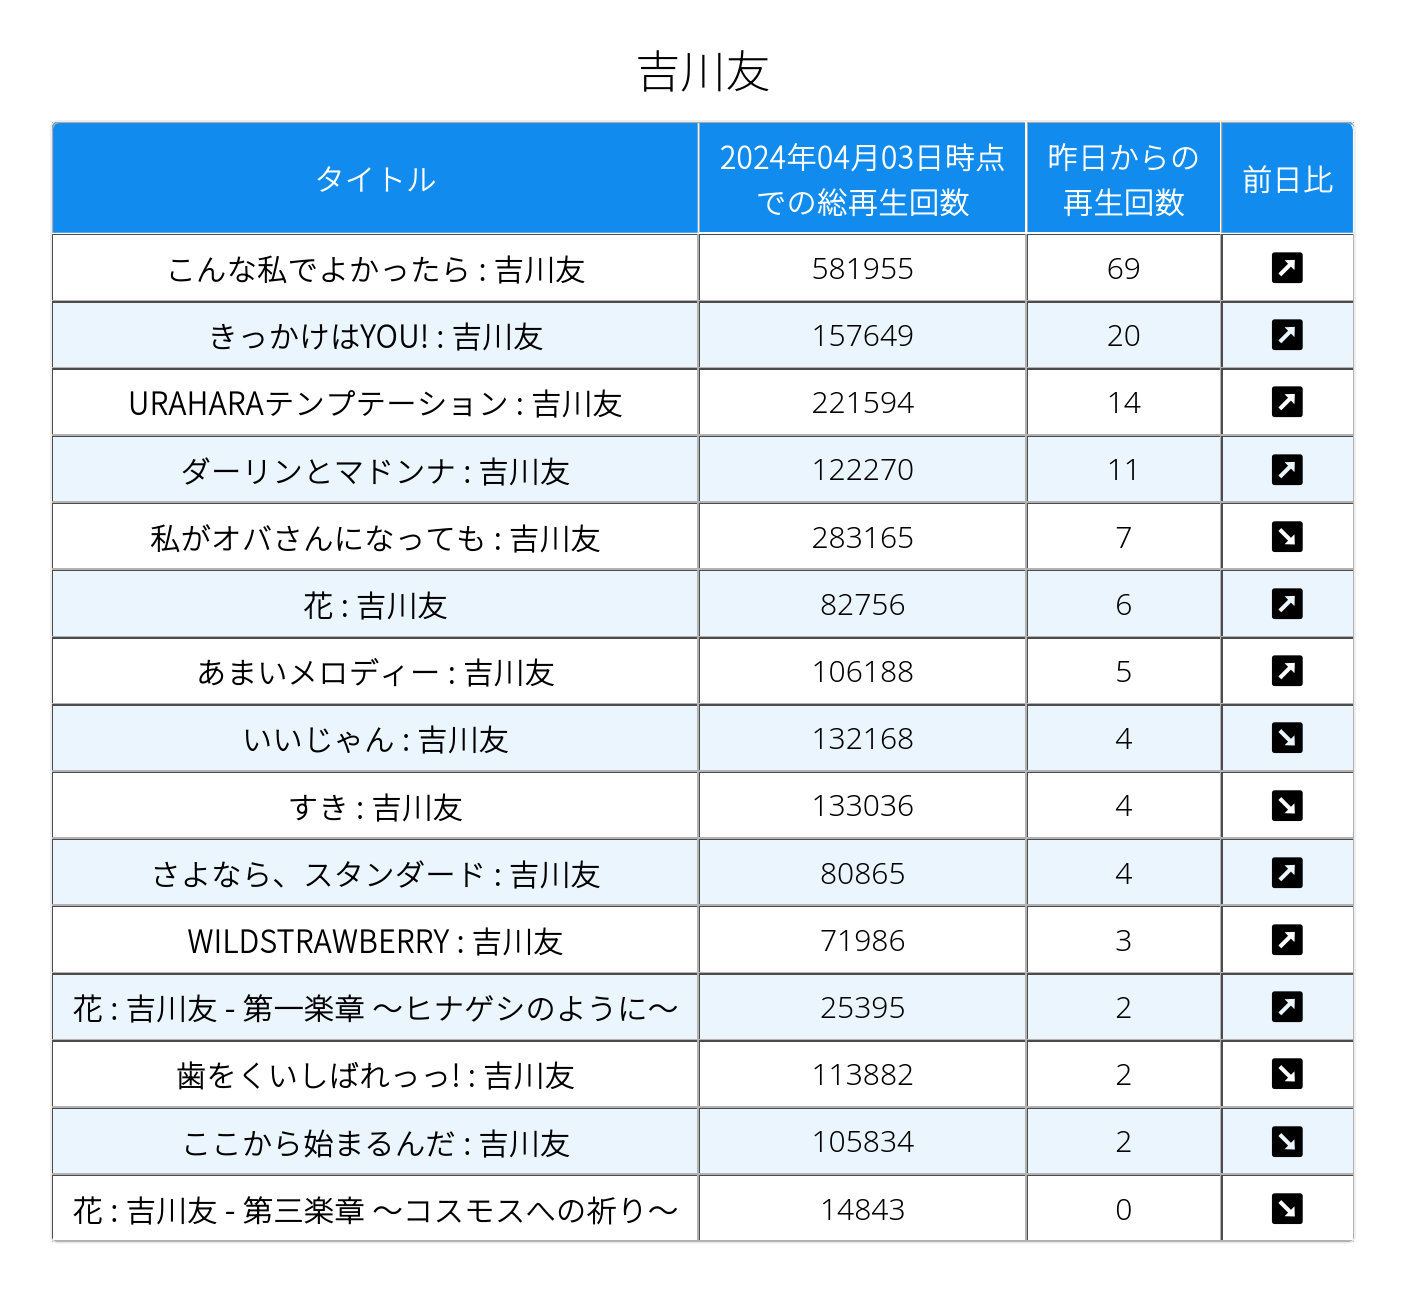 吉川友
タイトル 2024年04月03日時点での総再生回数 昨日からの再生回数 前日比
こんな私でよかったら : 吉川友 581955 69
きっかけはYOU! : 吉川友 157649 20
URAHARAテンプテーション : 吉川友 221594 14
ダーリンとマドンナ : 吉川友 122270 11
私がオバさんになっても : 吉川友 283165 7
花 : 吉川友 82756 6
あまいメロディー : 吉川友 106188 5
いいじゃん : 吉川友 132168 4
すき : 吉川友 133036 4
さよなら、スタンダード : 吉川友 80865 4
WILDSTRAWBERRY : 吉川友 71986 3
花 : 吉川友 - 第一楽章 〜ヒナゲシのように〜 25395 2
歯をくいしばれっっ! : 吉川友 113882 2
ここから始まるんだ : 吉川友 105834 2
花 : 吉川友 - 第三楽章 〜コスモスへの祈り〜 14843 0